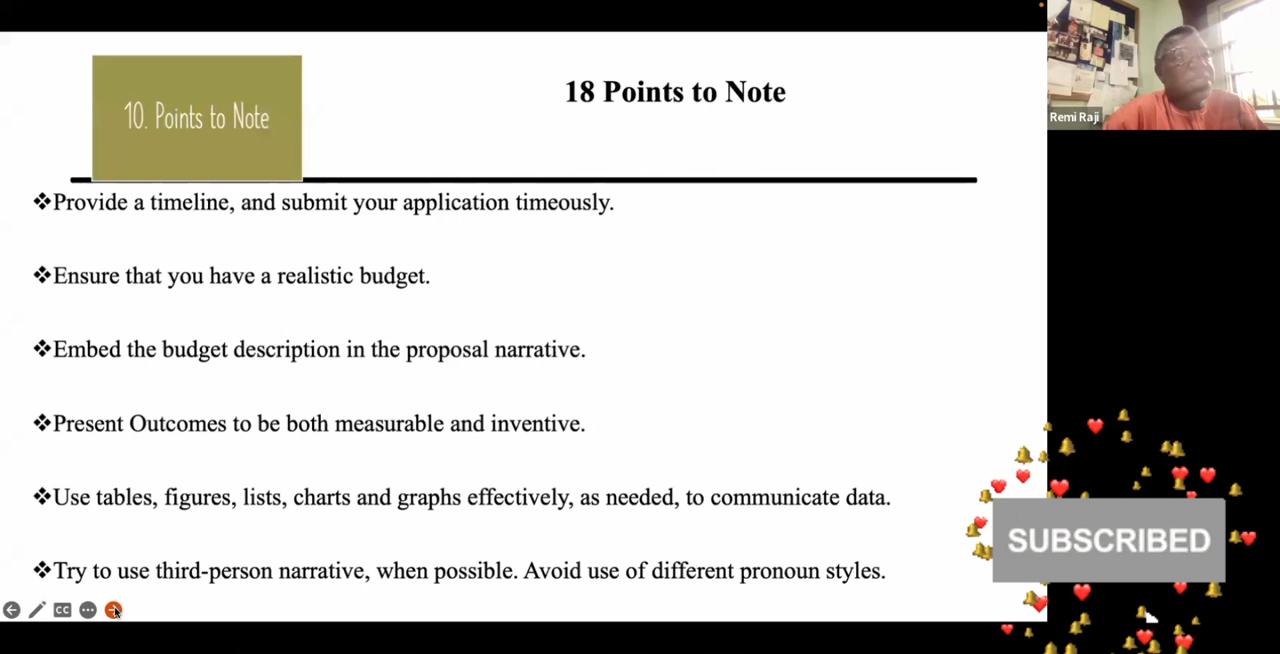 10. Points to Note
18 Points to Note
Remi Raji
❖Provide a timeline, and submit your application timeously.
❖Ensure that you have a realistic budget.
❖Embed the budget description in the proposal narrative.
❖Present Outcomes to be both measurable and inventive.
❖Use tables, figures, lists, charts and graphs effectively, as needed, to communicate data.
❖Try to use third-person narrative, when possible. Avoid use of different pronoun styles.
SUBSCRIBED
CC